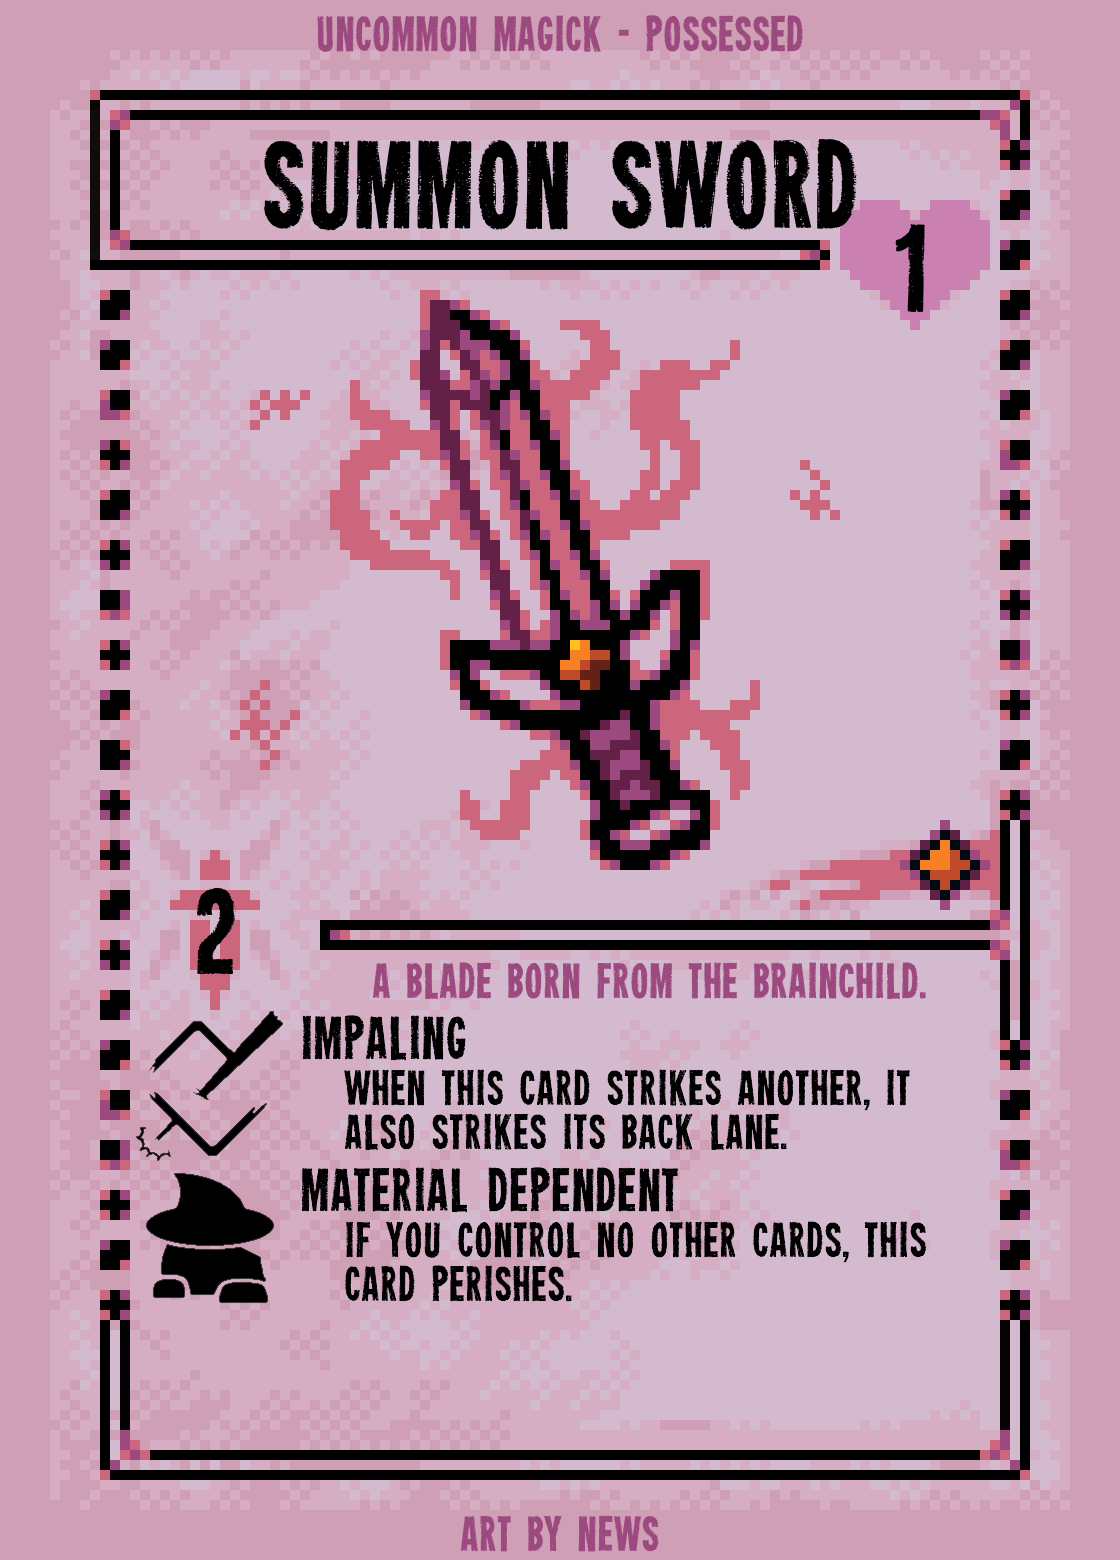 UNCOMMON MAGICK - POSSESSED
SUMMON SWORD
1
2
A BLADE BORN FROM THE BRAINCHILD.
IMPALING
WHEN THIS CARD STRIKES ANOTHER, IT
ALSO STRIKES ITS BACK LANE.
MATERIAL DEPENDENT
IF YOU CONTROL NO OTHER CARDS, THIS
CARD PERISHES.
ART BY NEWS